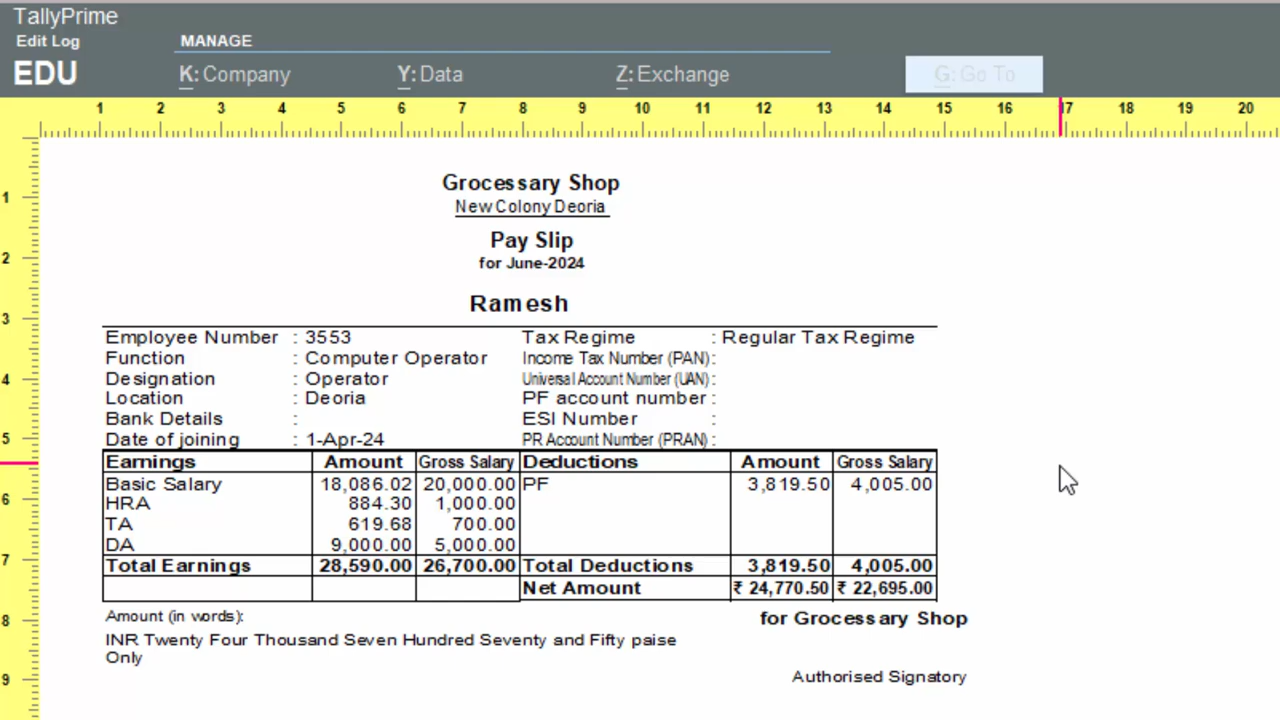 TallyPrime
Edit Log
MANAGE
EDU
K: Company
Y: Data
Z: Exchange
G: Go To
1 2 3 4 5 6 7 8 9 10 11 12 13 14 15 16 17 18 19 20
1
2
3
4
5
6
7
8
9
Grocessary Shop
New Colony Deoria
Pay Slip
for June-2024
Ramesh
Employee Number : 3553 Tax Regime : Regular Tax Regime
Function : Computer Operator Income Tax Number (PAN) :
Designation : Operator Universal Account Number (UAN) :
Location : Deoria PF account number :
Bank Details : ESI Number :
Date of joining : 1-Apr-24 PR Account Number (PRAN) :
Earnings Amount Gross Salary Deductions Amount Gross Salary
Basic Salary 18,086.02 20,000.00 PF 3,819.50 4,005.00
HRA 884.30 1,000.00
TA 619.68 700.00
DA 9,000.00 5,000.00
Total Earnings 28,590.00 26,700.00 Total Deductions 3,819.50 4,005.00
Net Amount ₹ 24,770.50 ₹ 22,695.00
Amount (in words):
INR Twenty Four Thousand Seven Hundred Seventy and Fifty paise
Only
for Grocessary Shop
Authorised Signatory